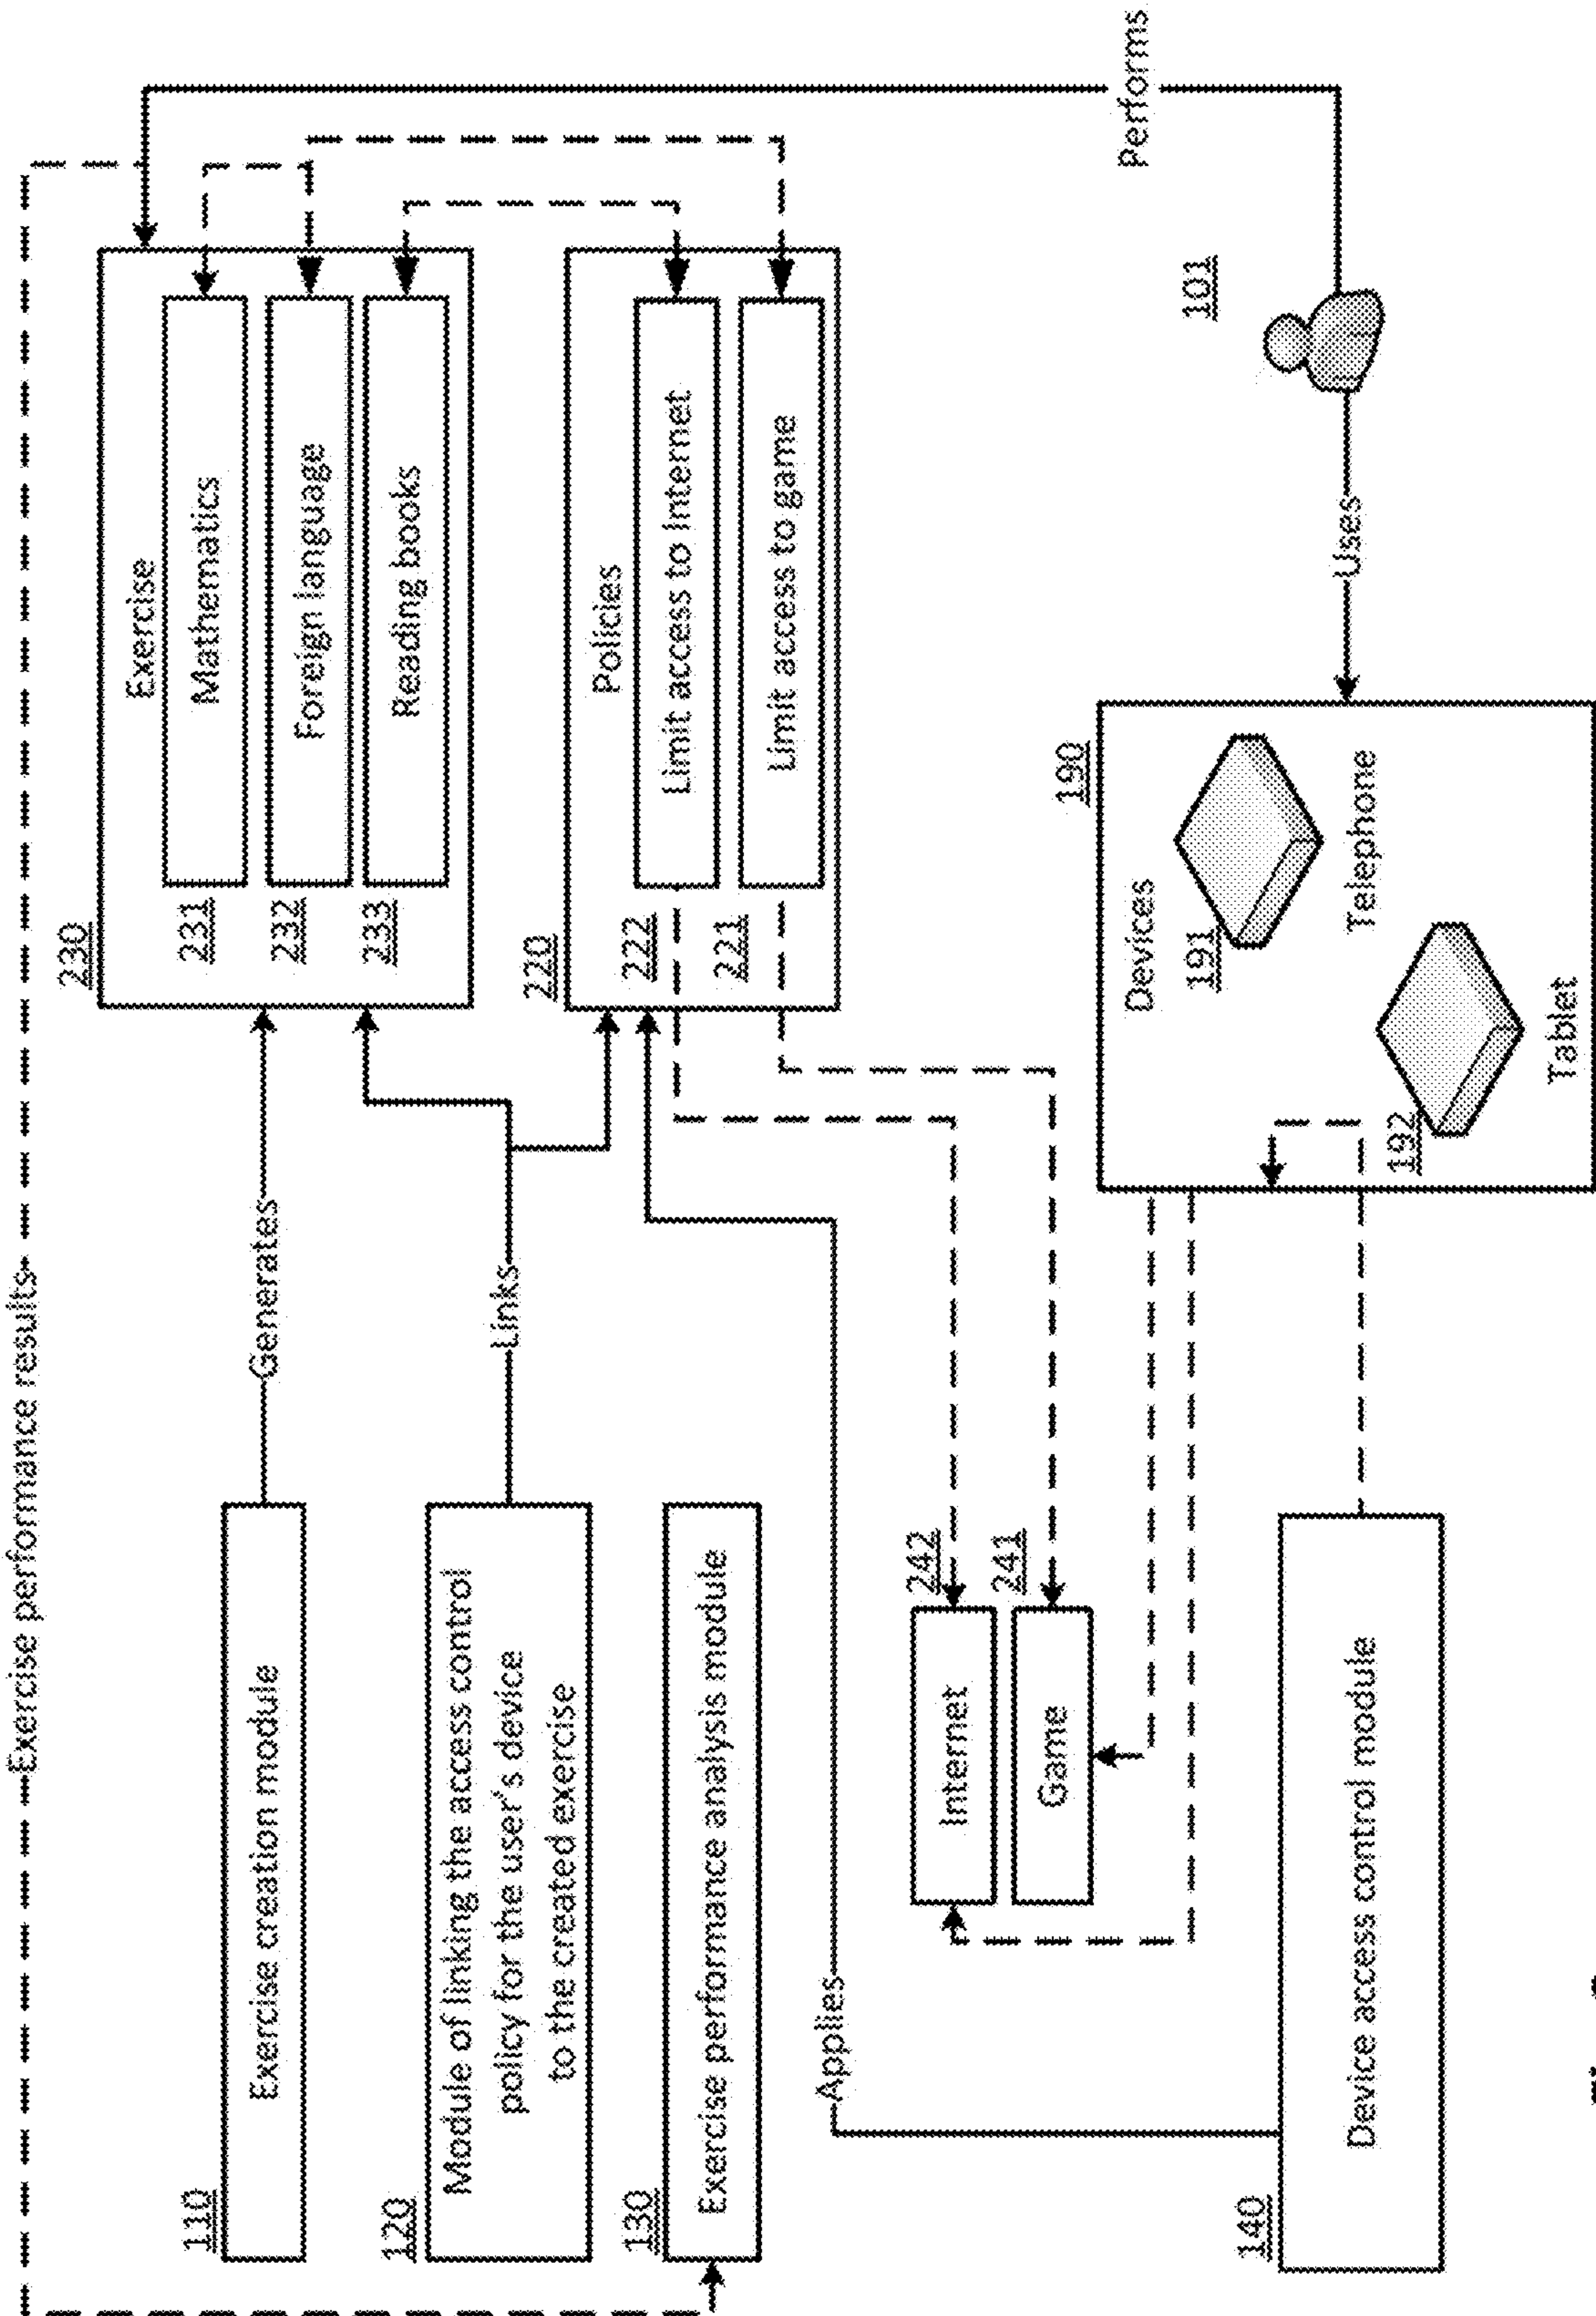 Exercise performance results
110
Exercise creation module
Generates
230
Exercise
231
Mathematics
232
Foreign language
233
Reading books
120
Module of linking the access control
policy for the user's device
to the created exercise
Links
220
Policies
222
Limit access to Internet
221
Limit access to game
130
Exercise performance analysis module
Applies
242
Internet
241
Game
Performs
101
Uses
190
Devices
191
Telephone
192
Tablet
140
Device access control module